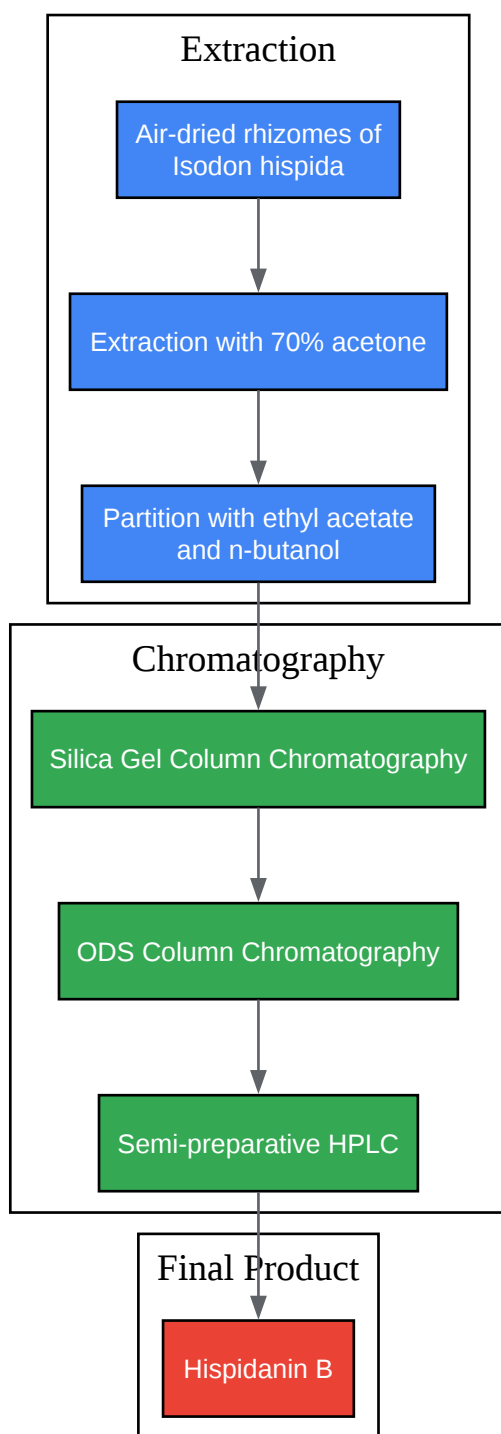 Extraction
Air-dried rhizomes of
Isodon hispida
Extraction with 70% acetone
Partition with ethyl acetate
and n-butanol
Chromatography
Silica Gel Column Chromatography
ODS Column Chromatography
Semi-preparative HPLC
Final Product
Hispidanin B